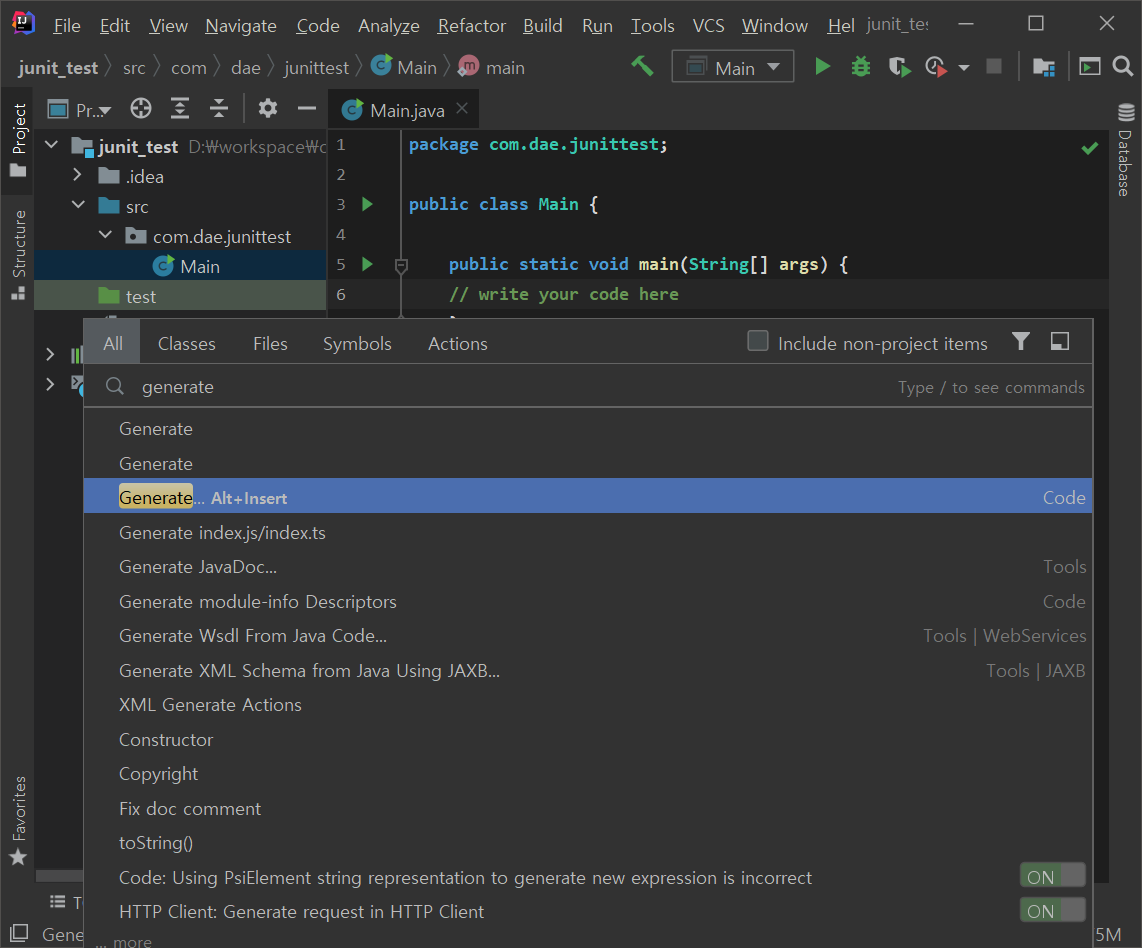 File Edit View Navigate Code Analyze Refactor Build Run Tools VCS Window Hel junit_tes
junit_test src com dae junittest Main main Main
Project
Pr...
Main.java
junit_test D:₩workspace₩c
.idea
src
com.dae.junittest
Main
test
Structure
Favorites
Database
1 package com.dae.junittest;
2
3 public class Main {
4
5 public static void main(String[] args) {
6 // write your code here
All Classes Files Symbols Actions Include non-project items
generate Type / to see commands
Generate
Generate
Generate... Alt+Insert Code
Generate index.js/index.ts
Generate JavaDoc... Tools
Generate module-info Descriptors Code
Generate Wsdl From Java Code... Tools | WebServices
Generate XML Schema from Java Using JAXB... Tools | JAXB
XML Generate Actions
Constructor
Copyright
Fix doc comment
toString()
Code: Using PsiElement string representation to generate new expression is incorrect ON
HTTP Client: Generate request in HTTP Client ON
... more
Gene 5M